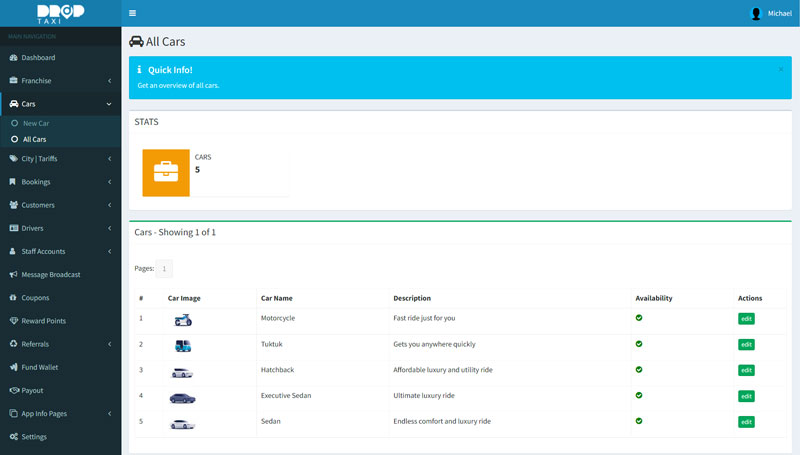 DROP
TAXI
Michael
MAIN NAVIGATION
Dashboard
Franchise
Cars
New Car
All Cars
City | Tariffs
Bookings
Customers
Drivers
Staff Accounts
Message Broadcast
Coupons
Reward Points
Referrals
Fund Wallet
Payout
App Info Pages
Settings
All Cars
Quick Info!
×
Get an overview of all cars.
STATS
CARS
5
Cars - Showing 1 of 1
Pages: 1
# Car Image Car Name Description Availability Actions
1 Motorcycle Fast ride just for you edit
2 Tuktuk Gets you anywhere quickly edit
3 Hatchback Affordable luxury and utility ride edit
4 Executive Sedan Ultimate luxury ride edit
5 Sedan Endless comfort and luxury ride edit